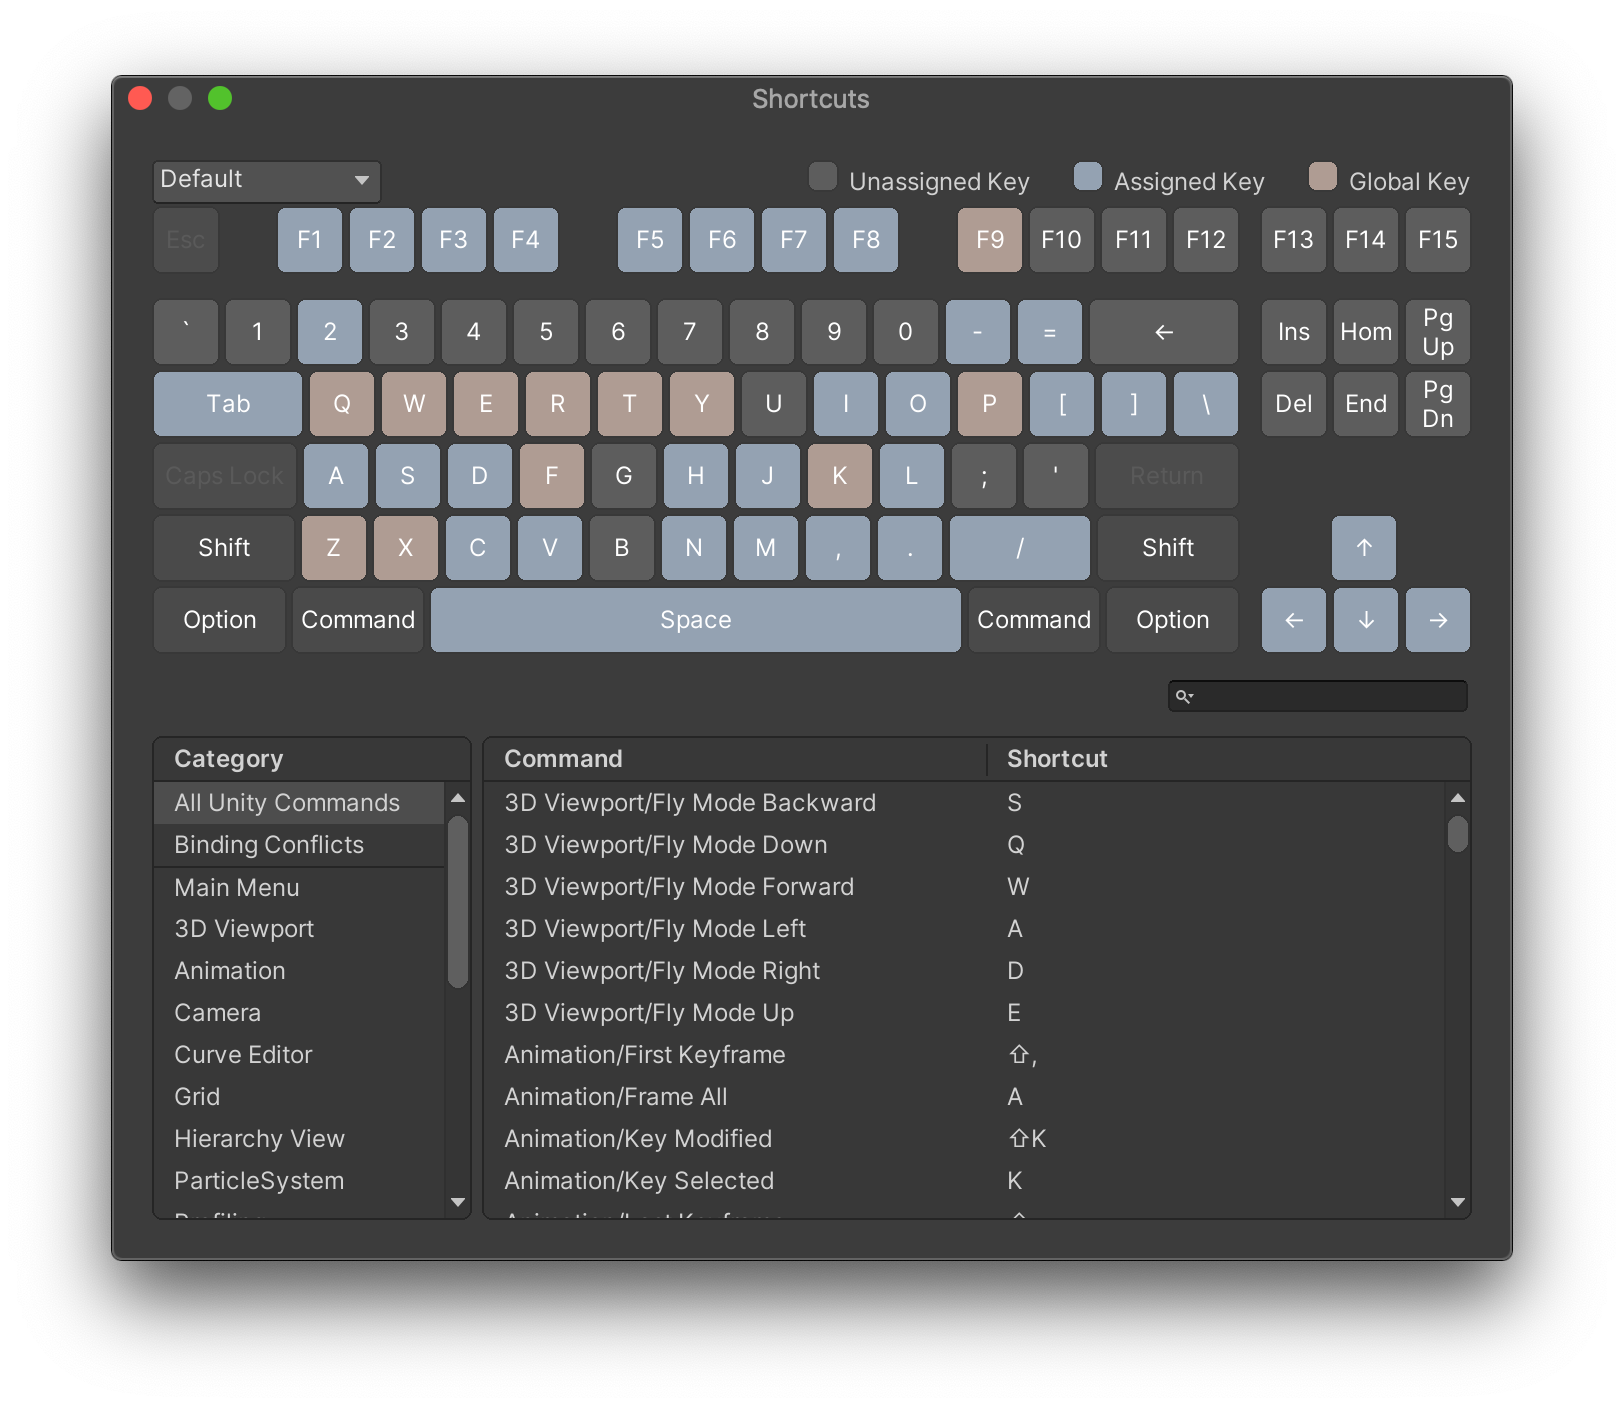 Shortcuts
Default Unassigned Key Assigned Key Global Key
Esc F1 F2 F3 F4 F5 F6 F7 F8 F9 F10 F11 F12 F13 F14 F15
` 1 2 3 4 5 6 7 8 9 0 - = ← Ins Hom Pg Up
Tab Q W E R T Y U I O P [ ] \ Del End Pg Dn
Caps Lock A S D F G H J K L ; ' Return
Shift Z X C V B N M , . / Shift ↑
Option Command Space Command Option ← ↓ →
Category Command Shortcut
All Unity Commands 3D Viewport/Fly Mode Backward S
Binding Conflicts 3D Viewport/Fly Mode Down Q
Main Menu 3D Viewport/Fly Mode Forward W
3D Viewport 3D Viewport/Fly Mode Left A
Animation 3D Viewport/Fly Mode Right D
Camera 3D Viewport/Fly Mode Up E
Curve Editor Animation/First Keyframe ⇧,
Grid Animation/Frame All A
Hierarchy View Animation/Key Modified ⇧K
ParticleSystem Animation/Key Selected K